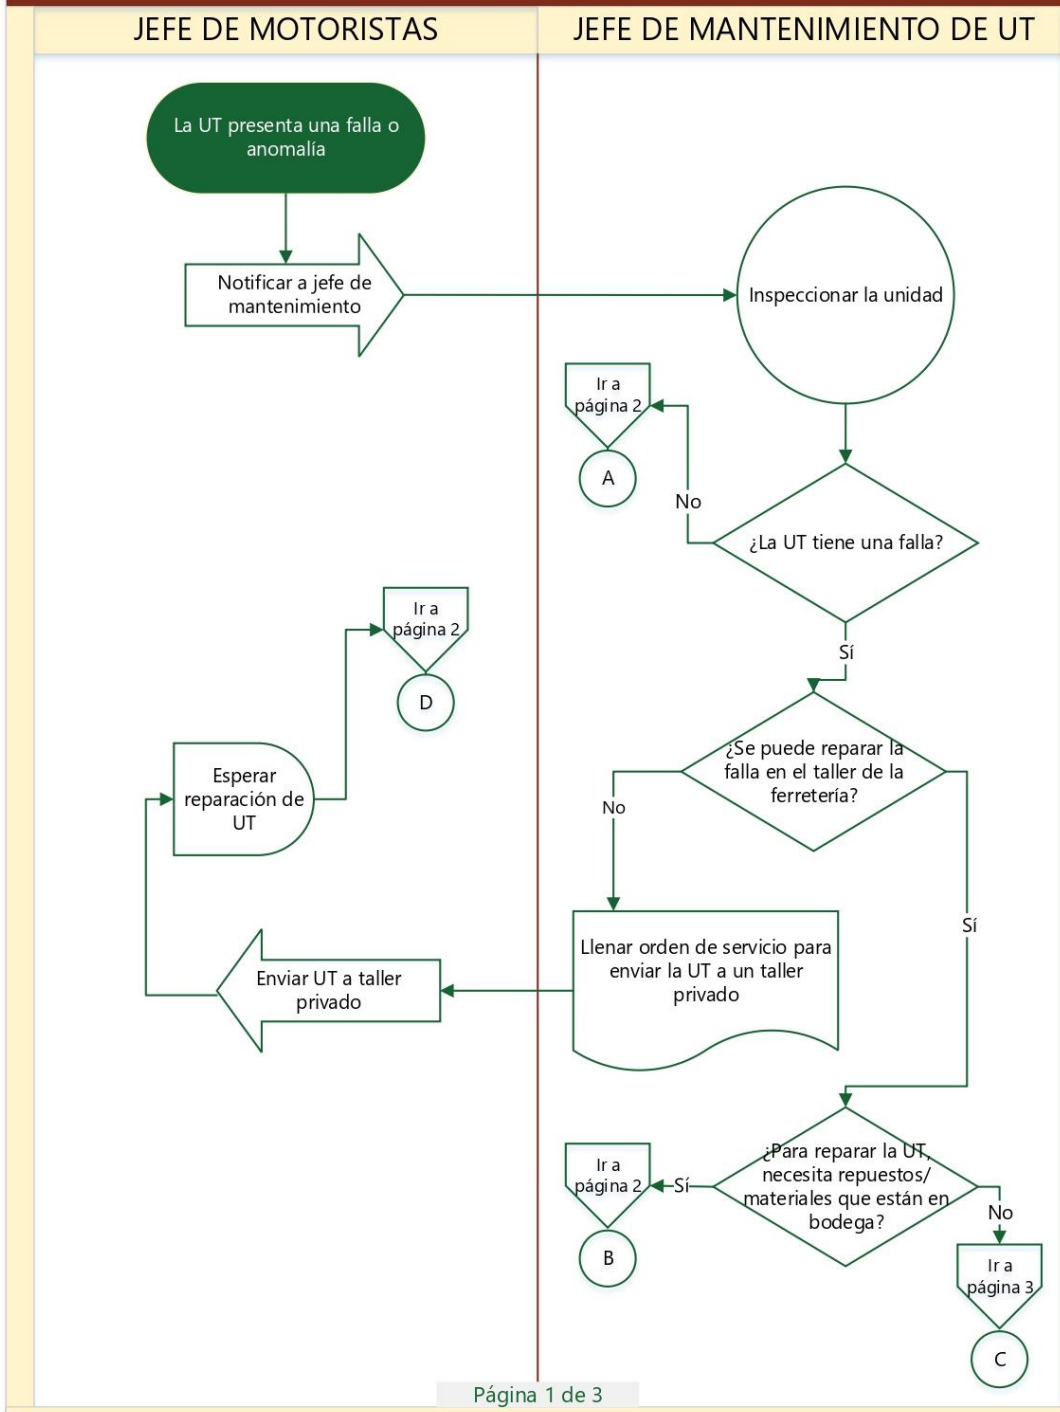 JEFE DE MOTORISTAS
JEFE DE MANTENIMIENTO DE UT
La UT presenta una falla o
anomalía
Notificar a jefe de
mantenimiento
Inspeccionar la unidad
Ir a
página 2
A
No
¿La UT tiene una falla?
Sí
Ir a
página 2
D
¿Se puede reparar la
falla en el taller de la
ferretería?
Esperar
reparación de
UT
No
Sí
Llenar orden de servicio para
enviar la UT a un taller
privado
Enviar UT a taller
privado
¿Para reparar la UT,
necesita repuestos/
materiales que están en
bodega?
Ir a
página 2
Sí
B
No
Ir a
página 3
C
Página 1 de 3